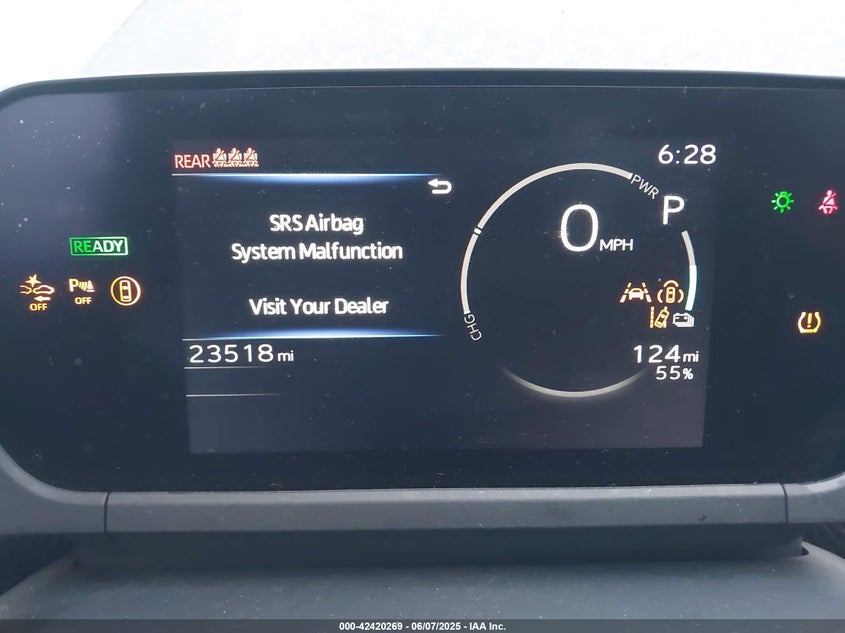 REAR
6:28
PWR
P
SRS Airbag
System Malfunction
0 MPH
READY
OFF
P OFF
Visit Your Dealer
CHG
23518 mi
124 mi
55%
000-42420269 - 06/07/2025 - IAA Inc.